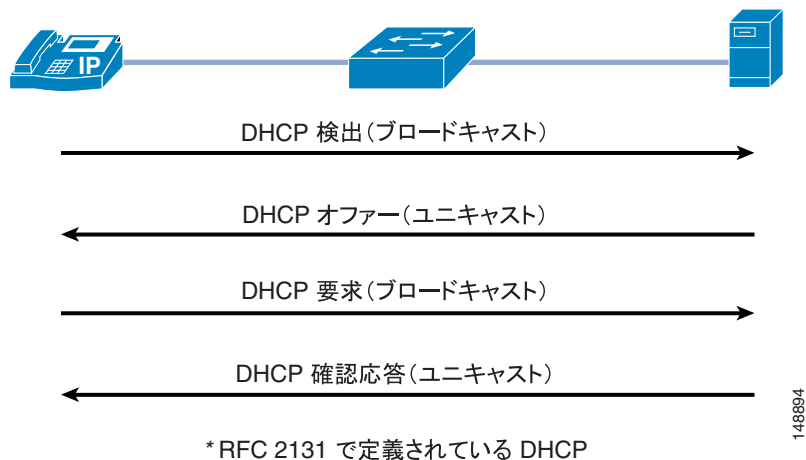 IP
DHCP 検出（ブロードキャスト）
DHCP オファー（ユニキャスト）
DHCP 要求（ブロードキャスト）
DHCP 確認応答（ユニキャスト）
* RFC 2131 で定義されている DHCP
148894